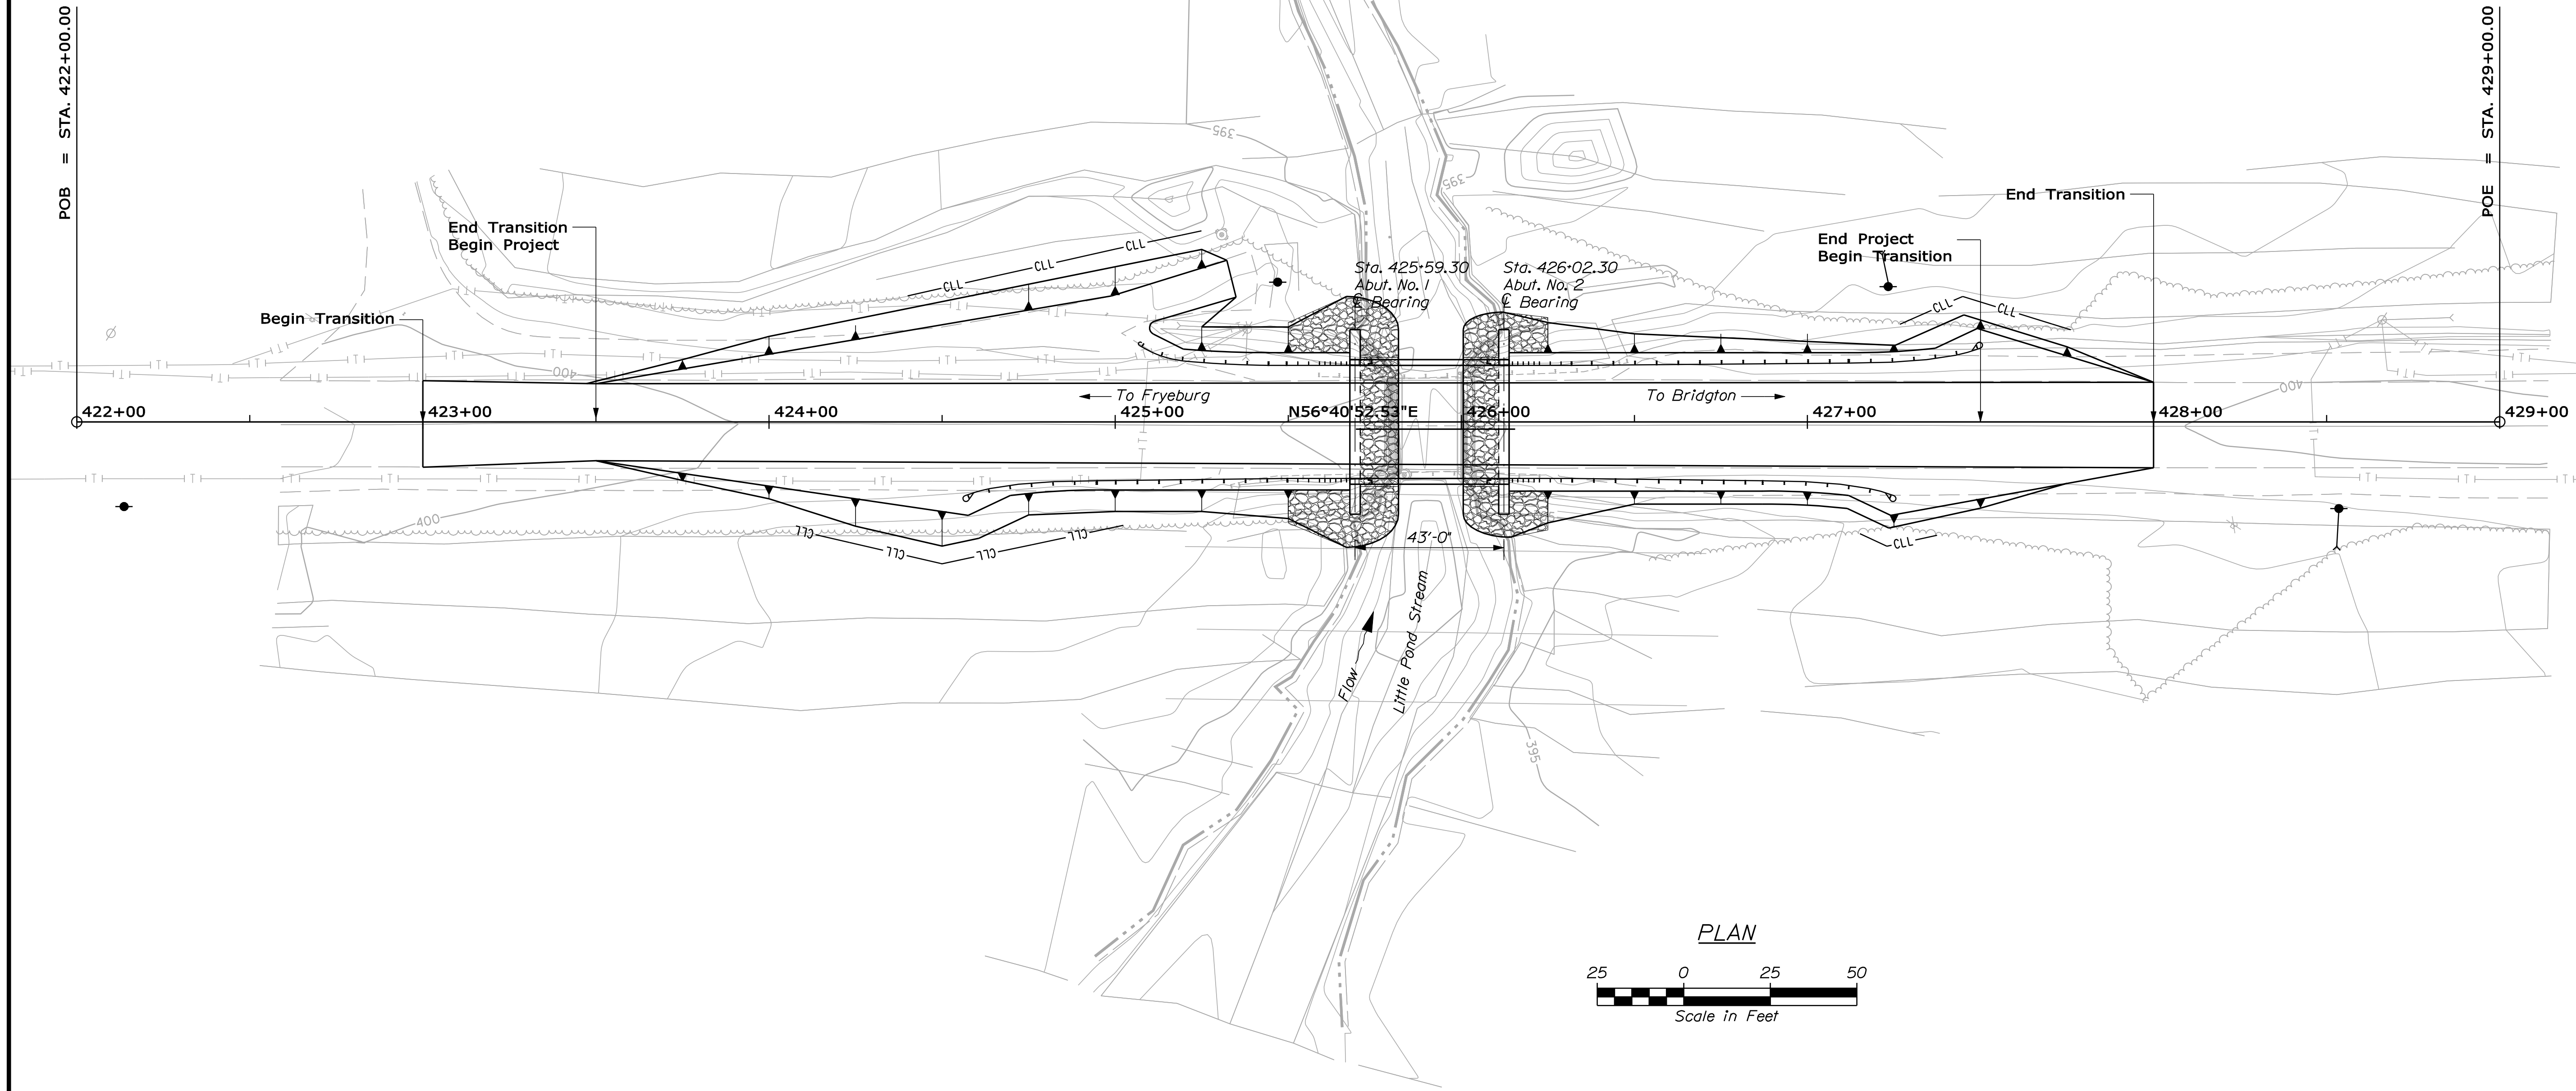 POB = STA. 422+00.00
POE = STA. 429+00.00
395
395
End Transition
End Transition
Begin Project
End Project
Begin Transition
CLL
CLL
CLL
Sta. 425+59.30
Abut. No. 1
℄ Bearing
Sta. 426+02.30
Abut. No. 2
℄ Bearing
CLL
CLL
Begin Transition
400
400
To Fryeburg
To Bridgton
422+00
423+00
424+00
425+00
N56°40'52.53"E
426+00
427+00
428+00
429+00
400
CLL
CLL
CLL
CLL
43'-0"
CLL
Flow
Little Pond Stream
395
PLAN
25 0 25 50
Scale in Feet